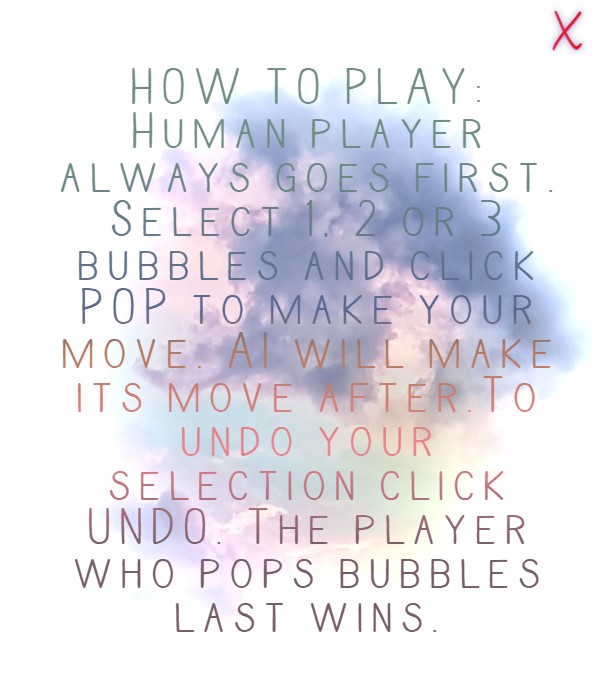 X
HOW TO PLAY:
HUMAN PLAYER
ALWAYS GOES FIRST.
SELECT 1, 2 OR 3
BUBBLES AND CLICK
POP TO MAKE YOUR
MOVE. AI WILL MAKE
ITS MOVE AFTER.TO
UNDO YOUR
SELECTION CLICK
UNDO. THE PLAYER
WHO POPS BUBBLES
LAST WINS.